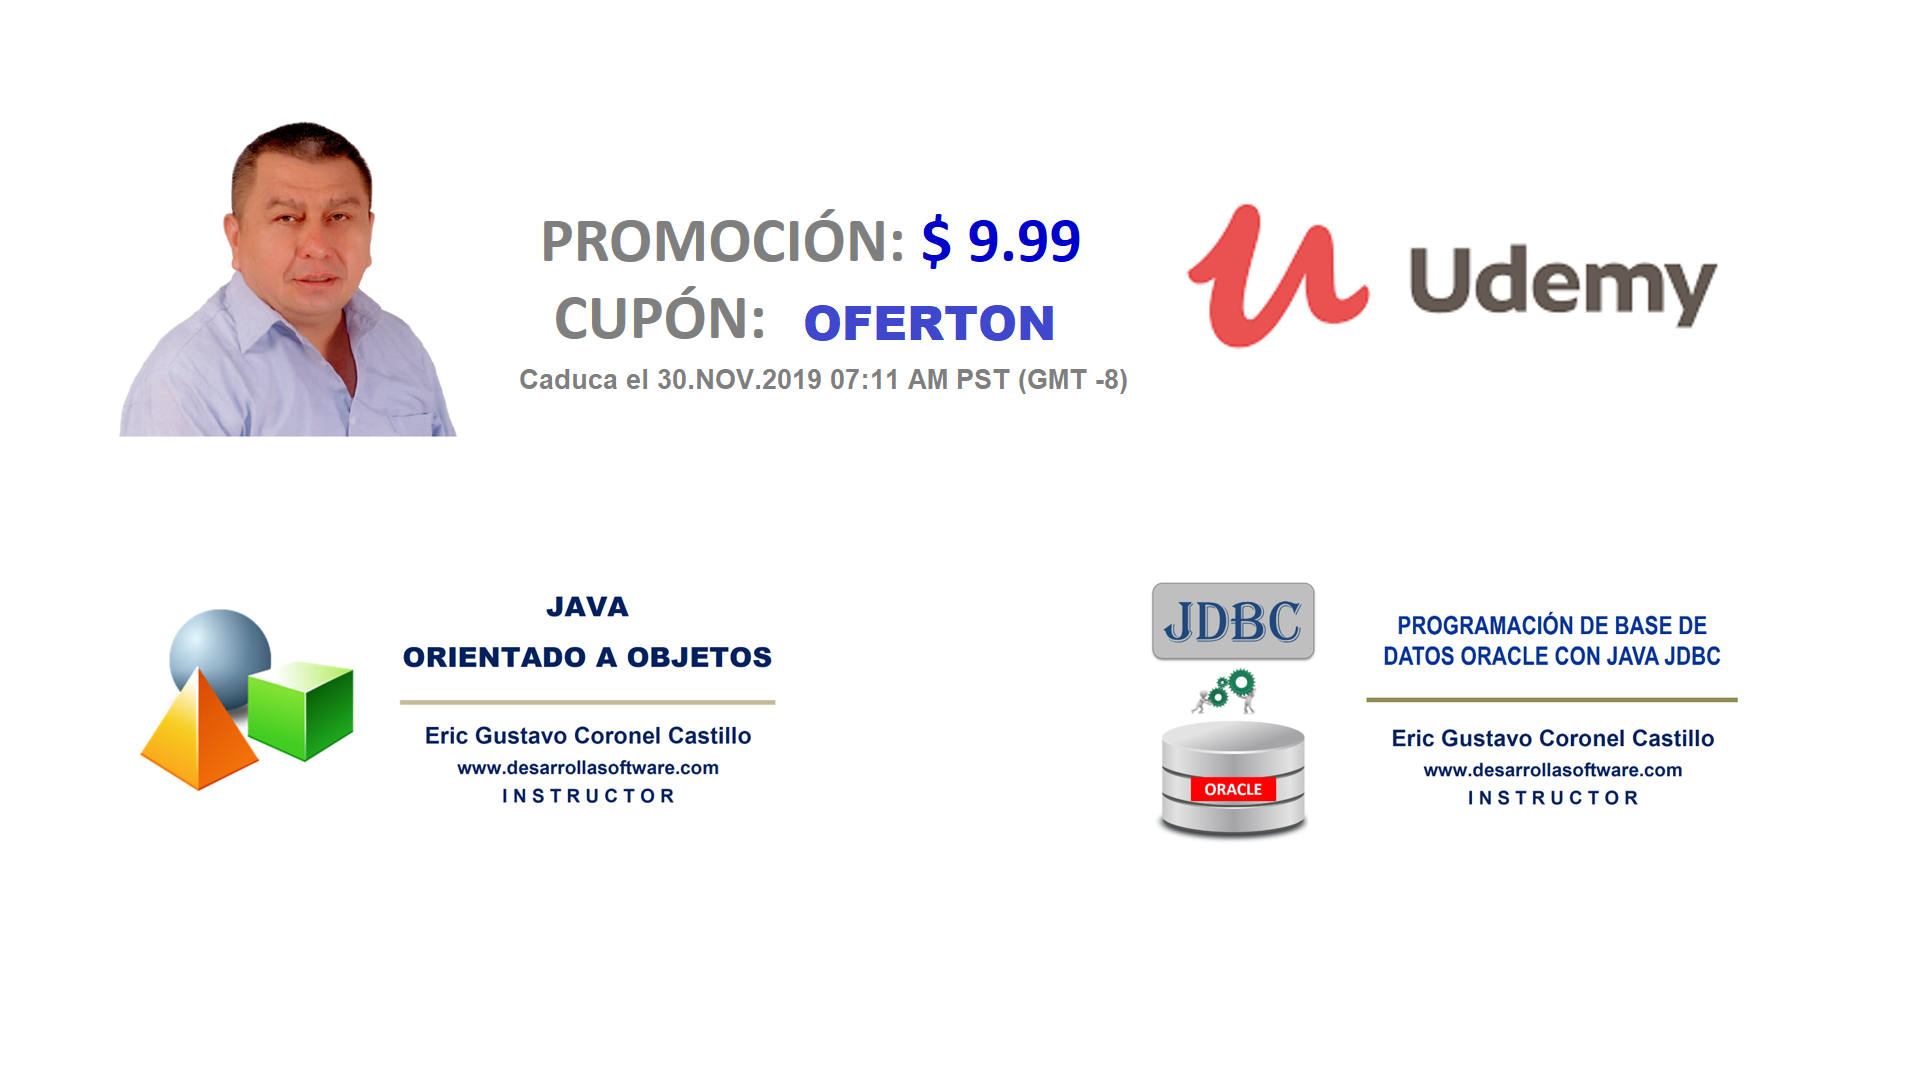 PROMOCIÓN: $ 9.99
CUPÓN: OFERTON
Caduca el 30.NOV.2019 07:11 AM PST (GMT -8)
Udemy
JAVA
ORIENTADO A OBJETOS
Eric Gustavo Coronel Castillo
www.desarrollasoftware.com
INSTRUCTOR
JDBC
ORACLE
PROGRAMACIÓN DE BASE DE
DATOS ORACLE CON JAVA JDBC
Eric Gustavo Coronel Castillo
www.desarrollasoftware.com
INSTRUCTOR